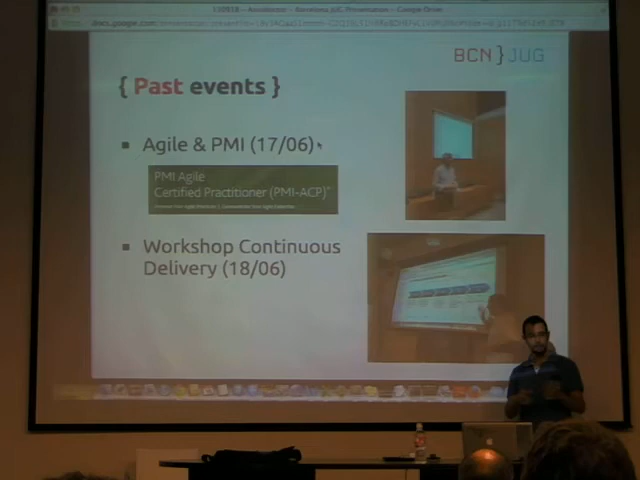 BCN}JUG
{ Past events }
Agile & PMI (17/06)
PMI Agile
Certified Practitioner (PMI-ACP)
Workshop Continuous
Delivery (18/06)